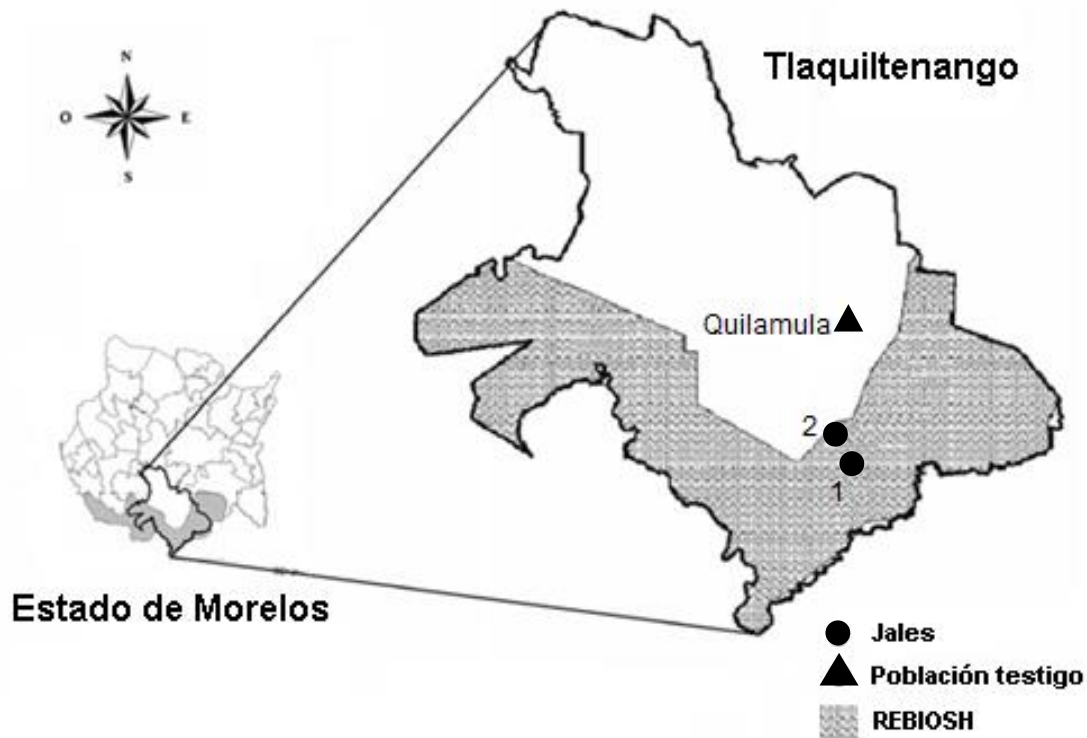 N
O
E
S
Tlaquiltenango
Quilamula
2
1
Estado de Morelos
Jales
Población testigo
REBIOSH